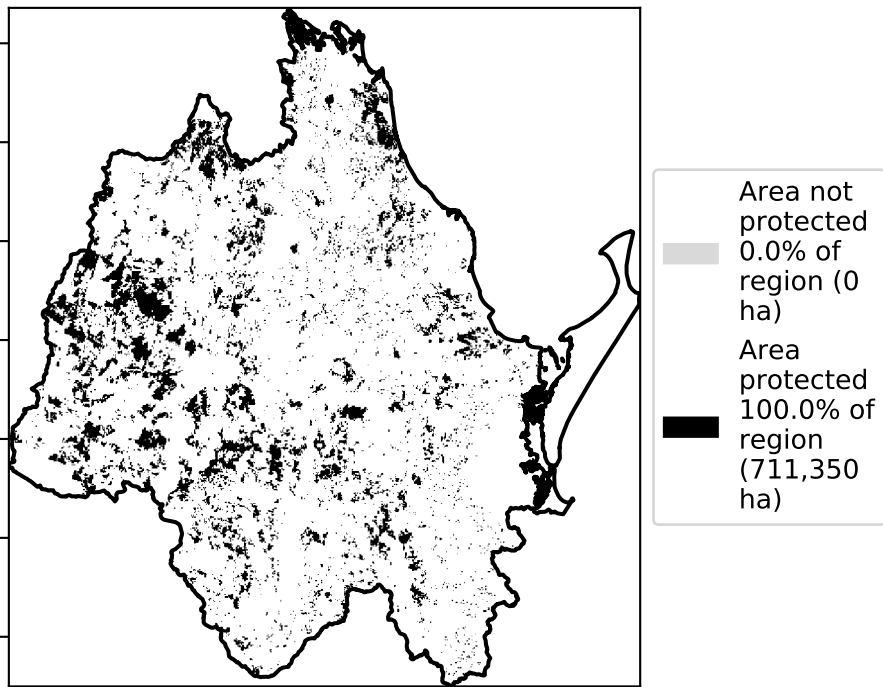 Area not
protected
0.0% of
region (0
ha)
Area
protected
100.0% of
region
(711,350
ha)